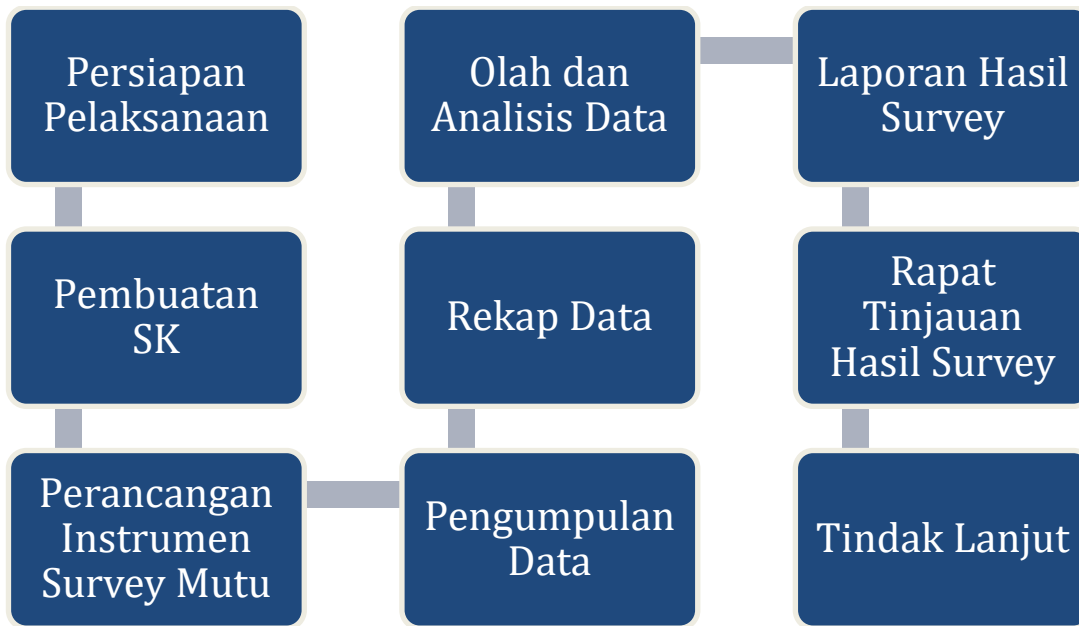 Persiapan
Pelaksanaan
Pembuatan
SK
Perancangan
Instrumen
Survey Mutu
Pengumpulan
Data
Rekap Data
Olah dan
Analisis Data
Laporan Hasil
Survey
Rapat
Tinjauan
Hasil Survey
Tindak Lanjut